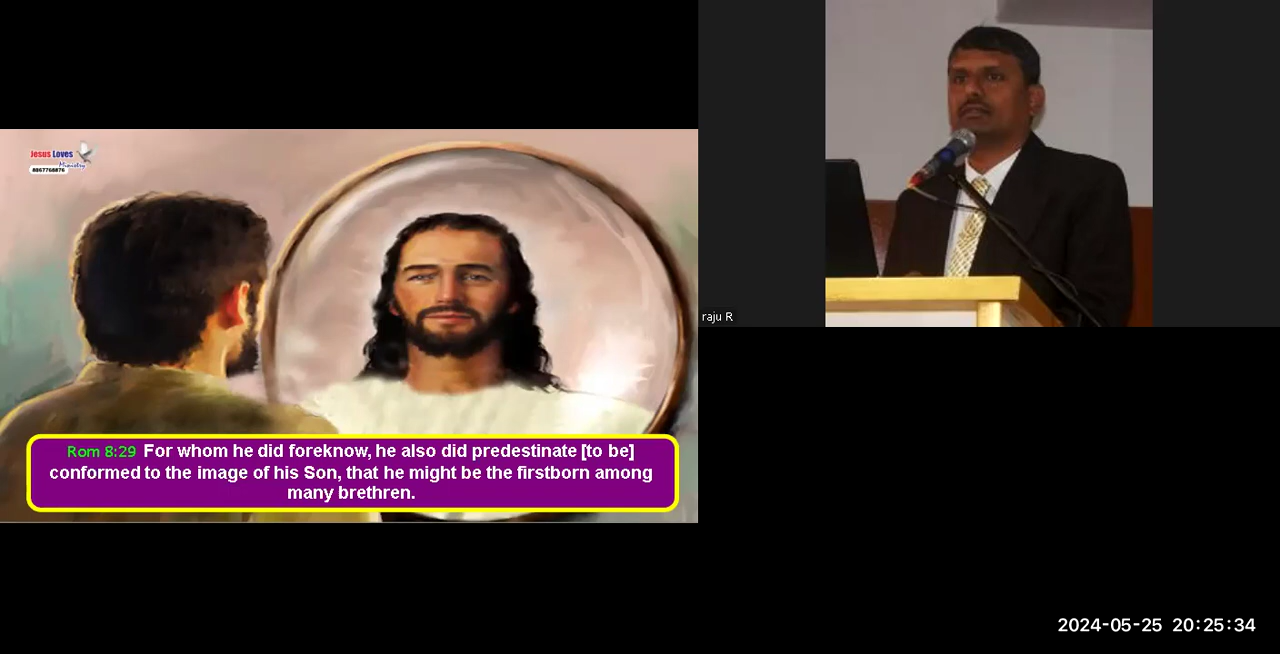 Jesus Loves
Ministry
8867768876
Rom 8:29 For whom he did foreknow, he also did predestinate [to be]
conformed to the image of his Son, that he might be the firstborn among
many brethren.
raju R
2024-05-25 20:25:34